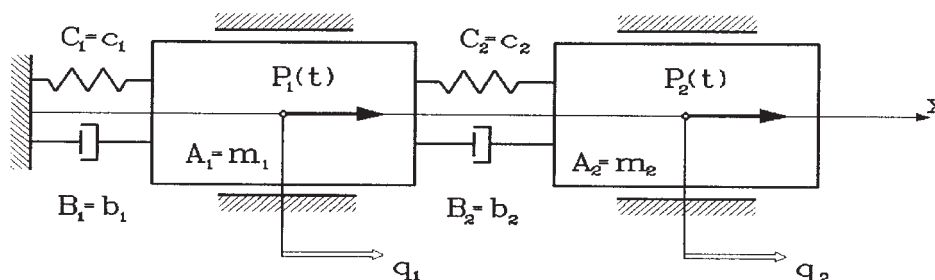 C₁=c₁ C₂=c₂
P₁(t) P₂(t)
x
A₁=m₁ A₂=m₂
B₁=b₁ B₂=b₂
q₁ q₂